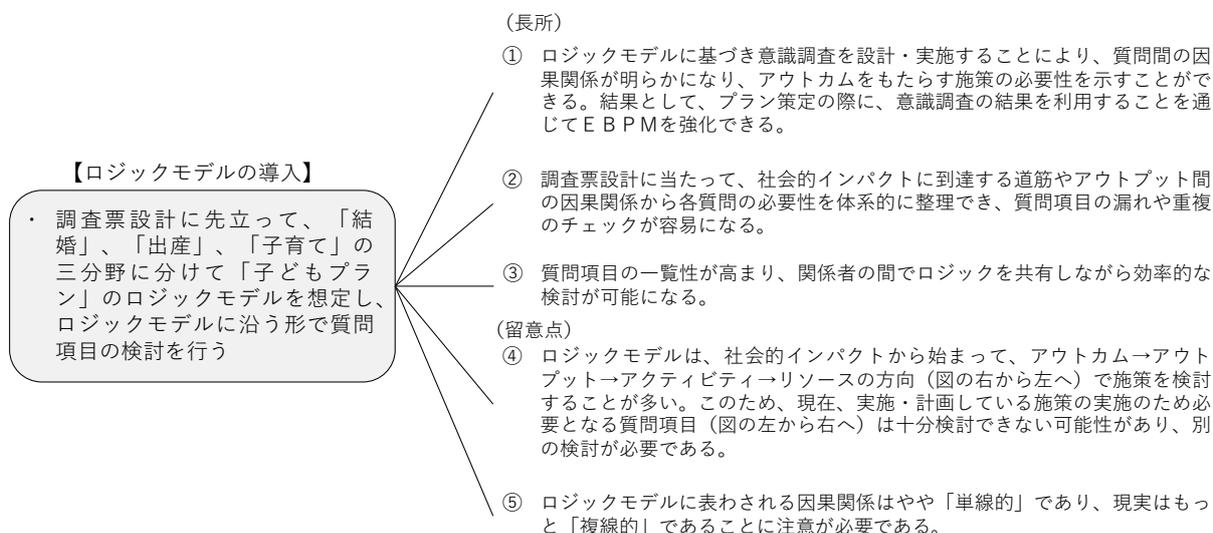 （長所）
① ロジックモデルに基づき意識調査を設計・実施することにより、質問間の因
果関係が明らかになり、アウトカムをもたらす施策の必要性を示すことがで
きる。結果として、プラン策定の際に、意識調査の結果を利用することを通
じてＥＢＰＭを強化できる。
【ロジックモデルの導入】
・ 調査票設計に先立って、「結
婚」、「出産」、「子育て」の
三分野に分けて「子どもプラ
ン」のロジックモデルを想定し、
ロジックモデルに沿う形で質問
項目の検討を行う
② 調査票設計に当たって、社会的インパクトに到達する道筋やアウトプット間
の因果関係から各質問の必要性を体系的に整理でき、質問項目の漏れや重複
のチェックが容易になる。
③ 質問項目の一覧性が高まり、関係者の間でロジックを共有しながら効率的な
検討が可能になる。
（留意点）
④ ロジックモデルは、社会的インパクトから始まって、アウトカム→アウト
プット→アクティビティ→リソースの方向（図の右から左へ）で施策を検討
することが多い。このため、現在、実施・計画している施策の実施のため必
要となる質問項目（図の左から右へ）は十分検討できない可能性があり、別
の検討が必要である。
⑤ ロジックモデルに表わされる因果関係はやや「単線的」であり、現実はもっ
と「複線的」であることに注意が必要である。